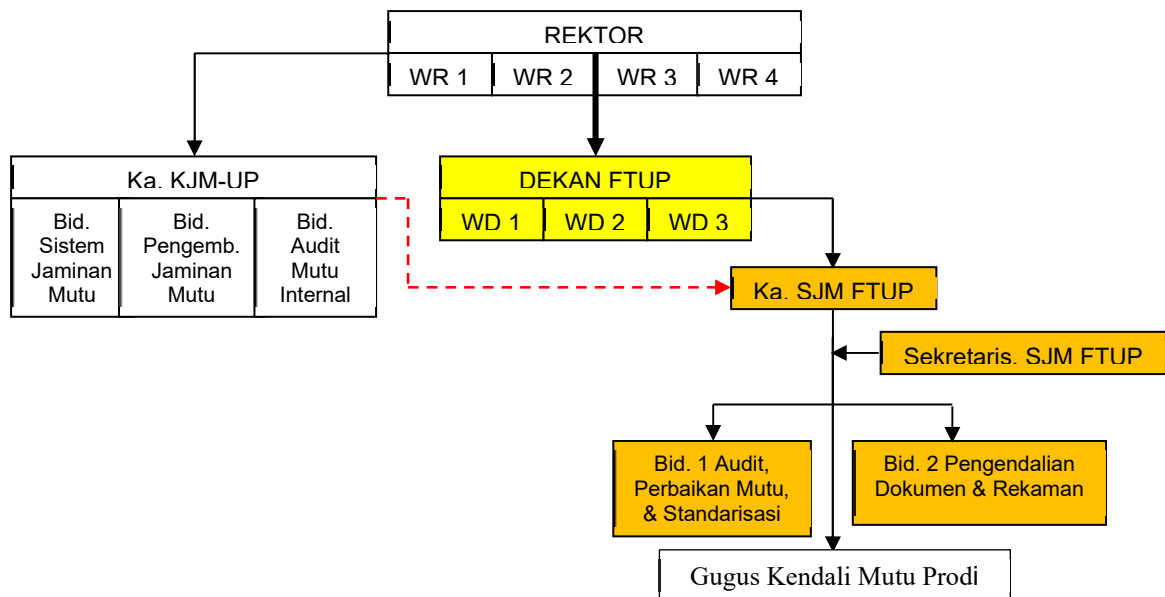 REKTOR
WR 1
WR 2
WR 3
WR 4
Ka. KJM-UP
Bid.
Sistem
Jaminan
Mutu
Bid.
Pengemb.
Jaminan
Mutu
Bid.
Audit
Mutu
Internal
DEKAN FTUP
WD 1
WD 2
WD 3
Ka. SJM FTUP
Sekretaris. SJM FTUP
Bid. 1 Audit,
Perbaikan Mutu,
& Standarisasi
Bid. 2 Pengendalian
Dokumen & Rekaman
Gugus Kendali Mutu Prodi